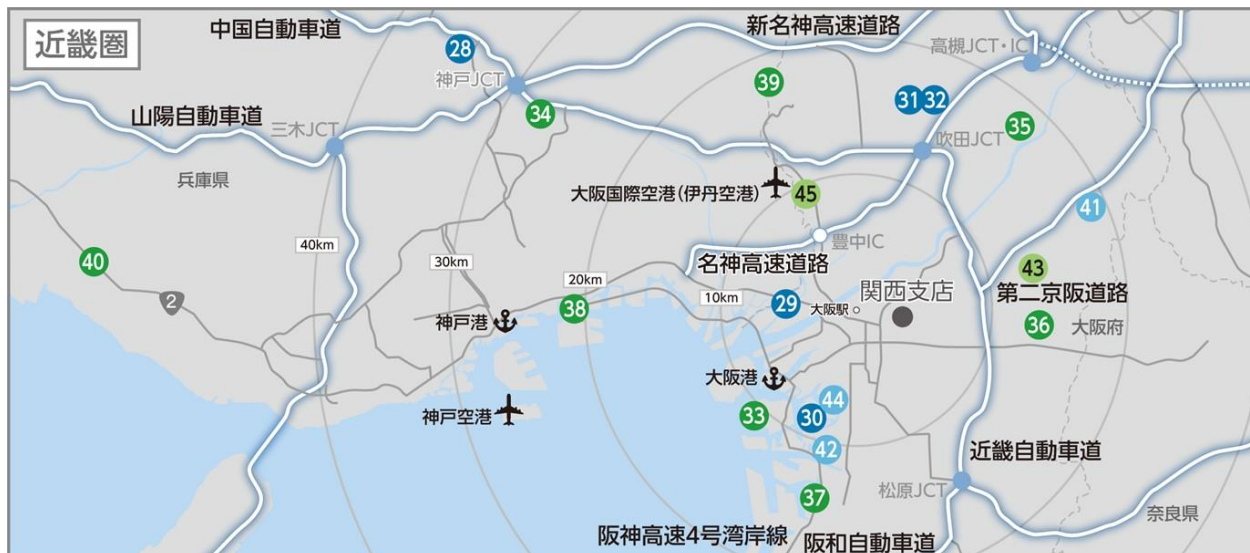 近畿圏
中国自動車道
新名神高速道路
高槻JCT・IC
28
神戸JCT
39
31
32
山陽自動車道
34
35
三木JCT
吹田JCT
兵庫県
大阪国際空港(伊丹空港)
45
41
豊中IC
40km
30km
名神高速道路
40
43
20km
第二京阪道路
10km
関西支店
2
38
29
大阪駅
神戸港
36
大阪府
大阪港
44
神戸空港
33
30
42
近畿自動車道
松原JCT
37
奈良県
阪神高速4号湾岸線
阪和自動車道